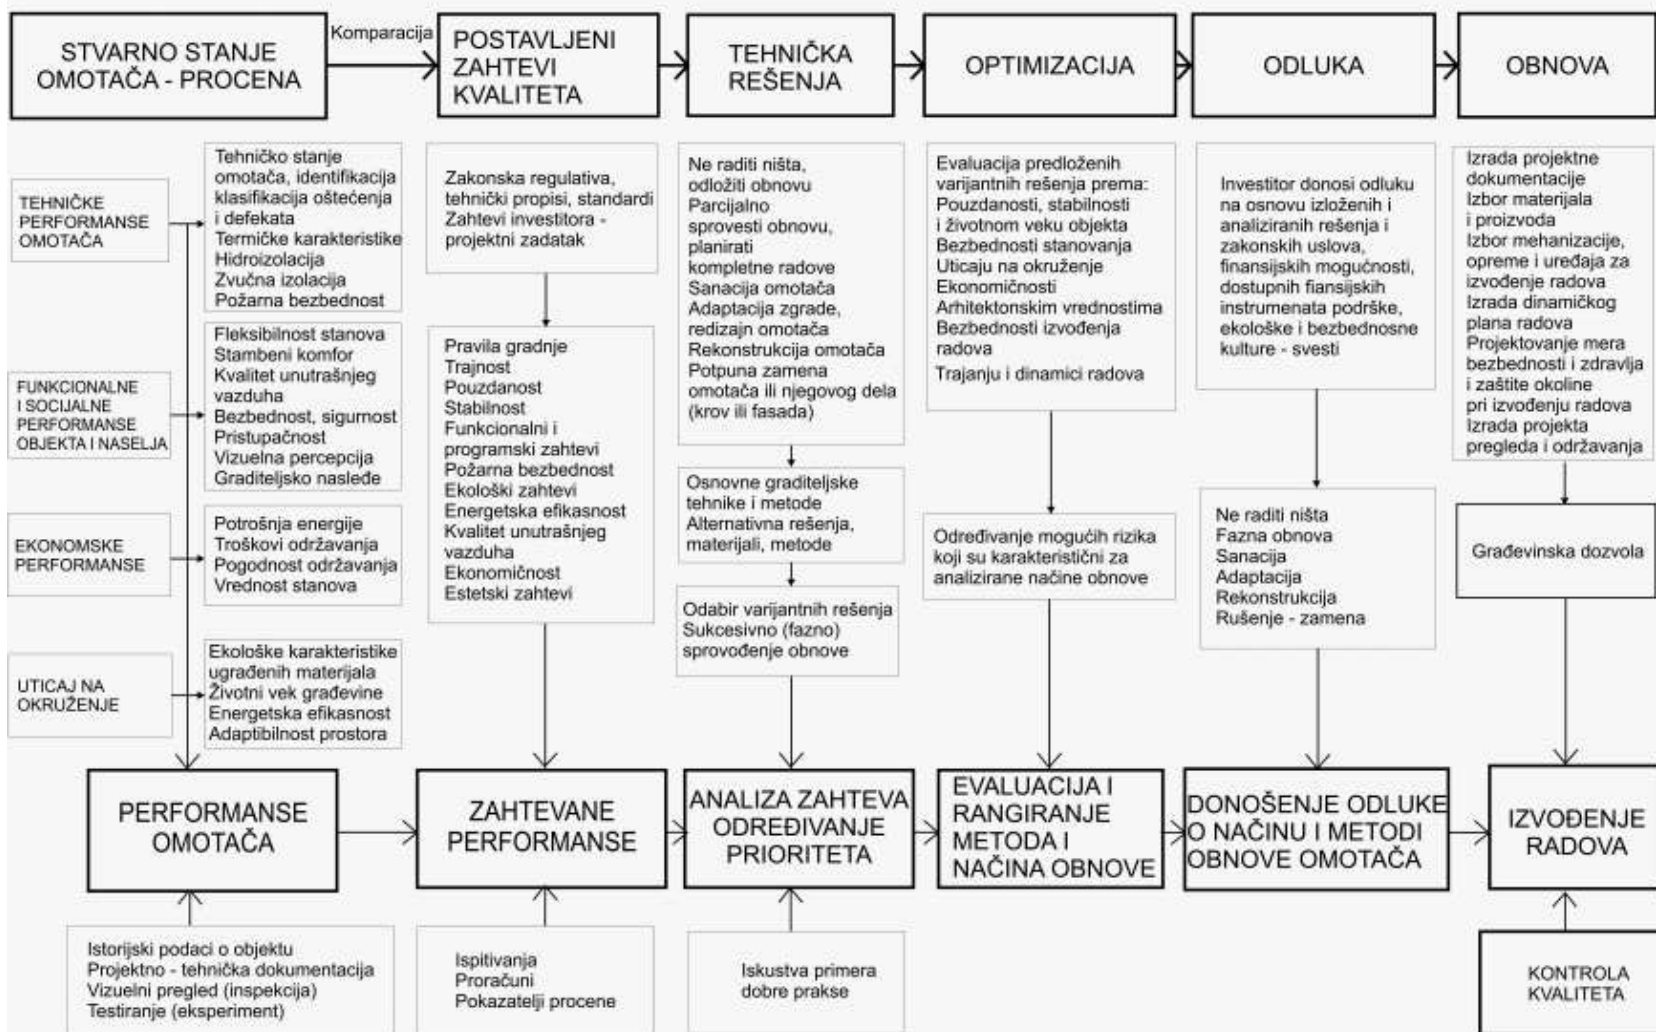 STVARNO STANJE
OMOTAČA - PROCENA
Komparacija
POSTAVLJENI
ZAHTEVI
KVALITETA
TEHNIČKA
REŠENJA
OPTIMIZACIJA
ODLUKA
OBNOVA
TEHNIČKE
PERFORMANSE
OMOTAČA
Tehničko stanje
omotača, identifikacija
klasifikacija oštećenja
i defekata
Termičke karakteristike
Hidroizolacija
Zvučna izolacija
Požarna bezbednost
FUNKCIONALNE
I SOCIJALNE
PERFORMANSE
OBJEKTA I NASELJA
Fleksibilnost stanova
Stambeni komfor
Kvalitet unutrašnjeg
vazduha
Bezbednost, sigurnost
Pristupačnost
Vizuelna percepcija
Graditeljsko nasleđe
EKONOMSKE
PERFORMANSE
Potrošnja energije
Troškovi održavanja
Pogodnost održavanja
Vrednost stanova
UTICAJ NA
OKRUŽENJE
Ekološke karakteristike
ugrađenih materijala
Životni vek građevine
Energetska efikasnost
Adaptibilnost prostora
Zakonska regulativa,
tehnički propisi, standardi
Zahtevi investitora -
projektni zadatak
Pravila gradnje
Trajnost
Pouzdanost
Stabilnost
Funkcionalni i
programski zahtevi
Požarna bezbednost
Ekološki zahtevi
Energetska efikasnost
Kvalitet unutrašnjeg
vazduha
Ekonomičnost
Estetski zahtevi
Ne raditi ništa,
odložiti obnovu
Parcijalno
sprovesti obnovu,
planirati
kompletne radove
Sanacija omotača
Adaptacija zgrade,
redizajn omotača
Rekonstrukcija omotača
Potpuna zamena
omotača ili njegovog dela
(krov ili fasada)
Osnovne graditeljske
tehnike i metode
Alternativna rešenja,
materijali, metode
Odabir varijantnih rešenja
Sukcesivno (fazno)
sprovođenje obnove
Evaluacija predloženih
varijantnih rešenja prema:
Pouzdanosti, stabilnosti
i životnom veku objekta
Bezbednosti stanovanja
Uticaju na okruženje
Ekonomičnosti
Arhitektonskim vrednostima
Bezbednosti izvođenja
radova
Trajanju i dinamici radova
Određivanje mogućih rizika
koji su karakteristični za
analizirane načine obnove
Investitor donosi odluku
na osnovu izloženih i
analiziranih rešenja i
zakonskih uslova,
finansijskih mogućnosti,
dostupnih fiansijskih
instrumenata podrške,
ekološke i bezbednosne
kulture - svesti
Ne raditi ništa
Fazna obnova
Sanacija
Adaptacija
Rekonstrukcija
Rušenje - zamena
Izrada projektne
dokumentacije
Izbor materijala
i proizvoda
Izbor mehanizacije,
opreme i uređaja za
izvođenje radova
Izrada dinamičkog
plana radova
Projektovanje mera
bezbednosti i zdravlja
i zaštite okoline
pri izvođenju radova
Izrada projekta
pregleda i održavanja
Građevinska dozvola
PERFORMANSE
OMOTAČA
ZAHTEVANE
PERFORMANSE
ANALIZA ZAHTEVA
ODREĐIVANJE
PRIORITETA
EVALUACIJA I
RANGIRANJE
METODA I
NAČINA OBNOVE
DONOŠENJE ODLUKE
O NAČINU I METODI
OBNOVE OMOTAČA
IZVOĐENJE
RADOVA
Istorijski podaci o objektu
Projektno - tehnička dokumentacija
Vizuelni pregled (inspekcija)
Testiranje (eksperiment)
Ispitivanja
Proračuni
Pokazatelji procene
Iskustva primera
dobre prakse
KONTROLA
KVALITETA